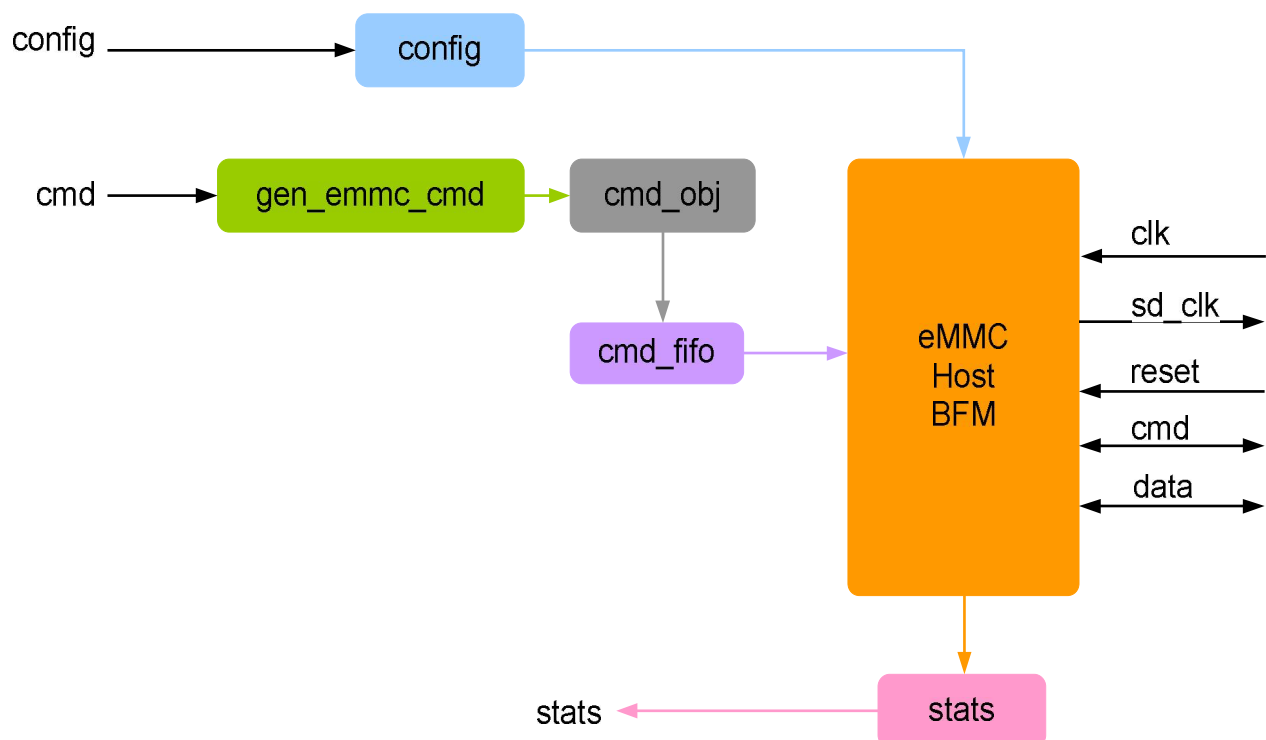 config
config
cmd
gen_emmc_cmd
cmd_obj
cmd_fifo
eMMC
Host
BFM
clk
sd_clk
reset
cmd
data
stats
stats